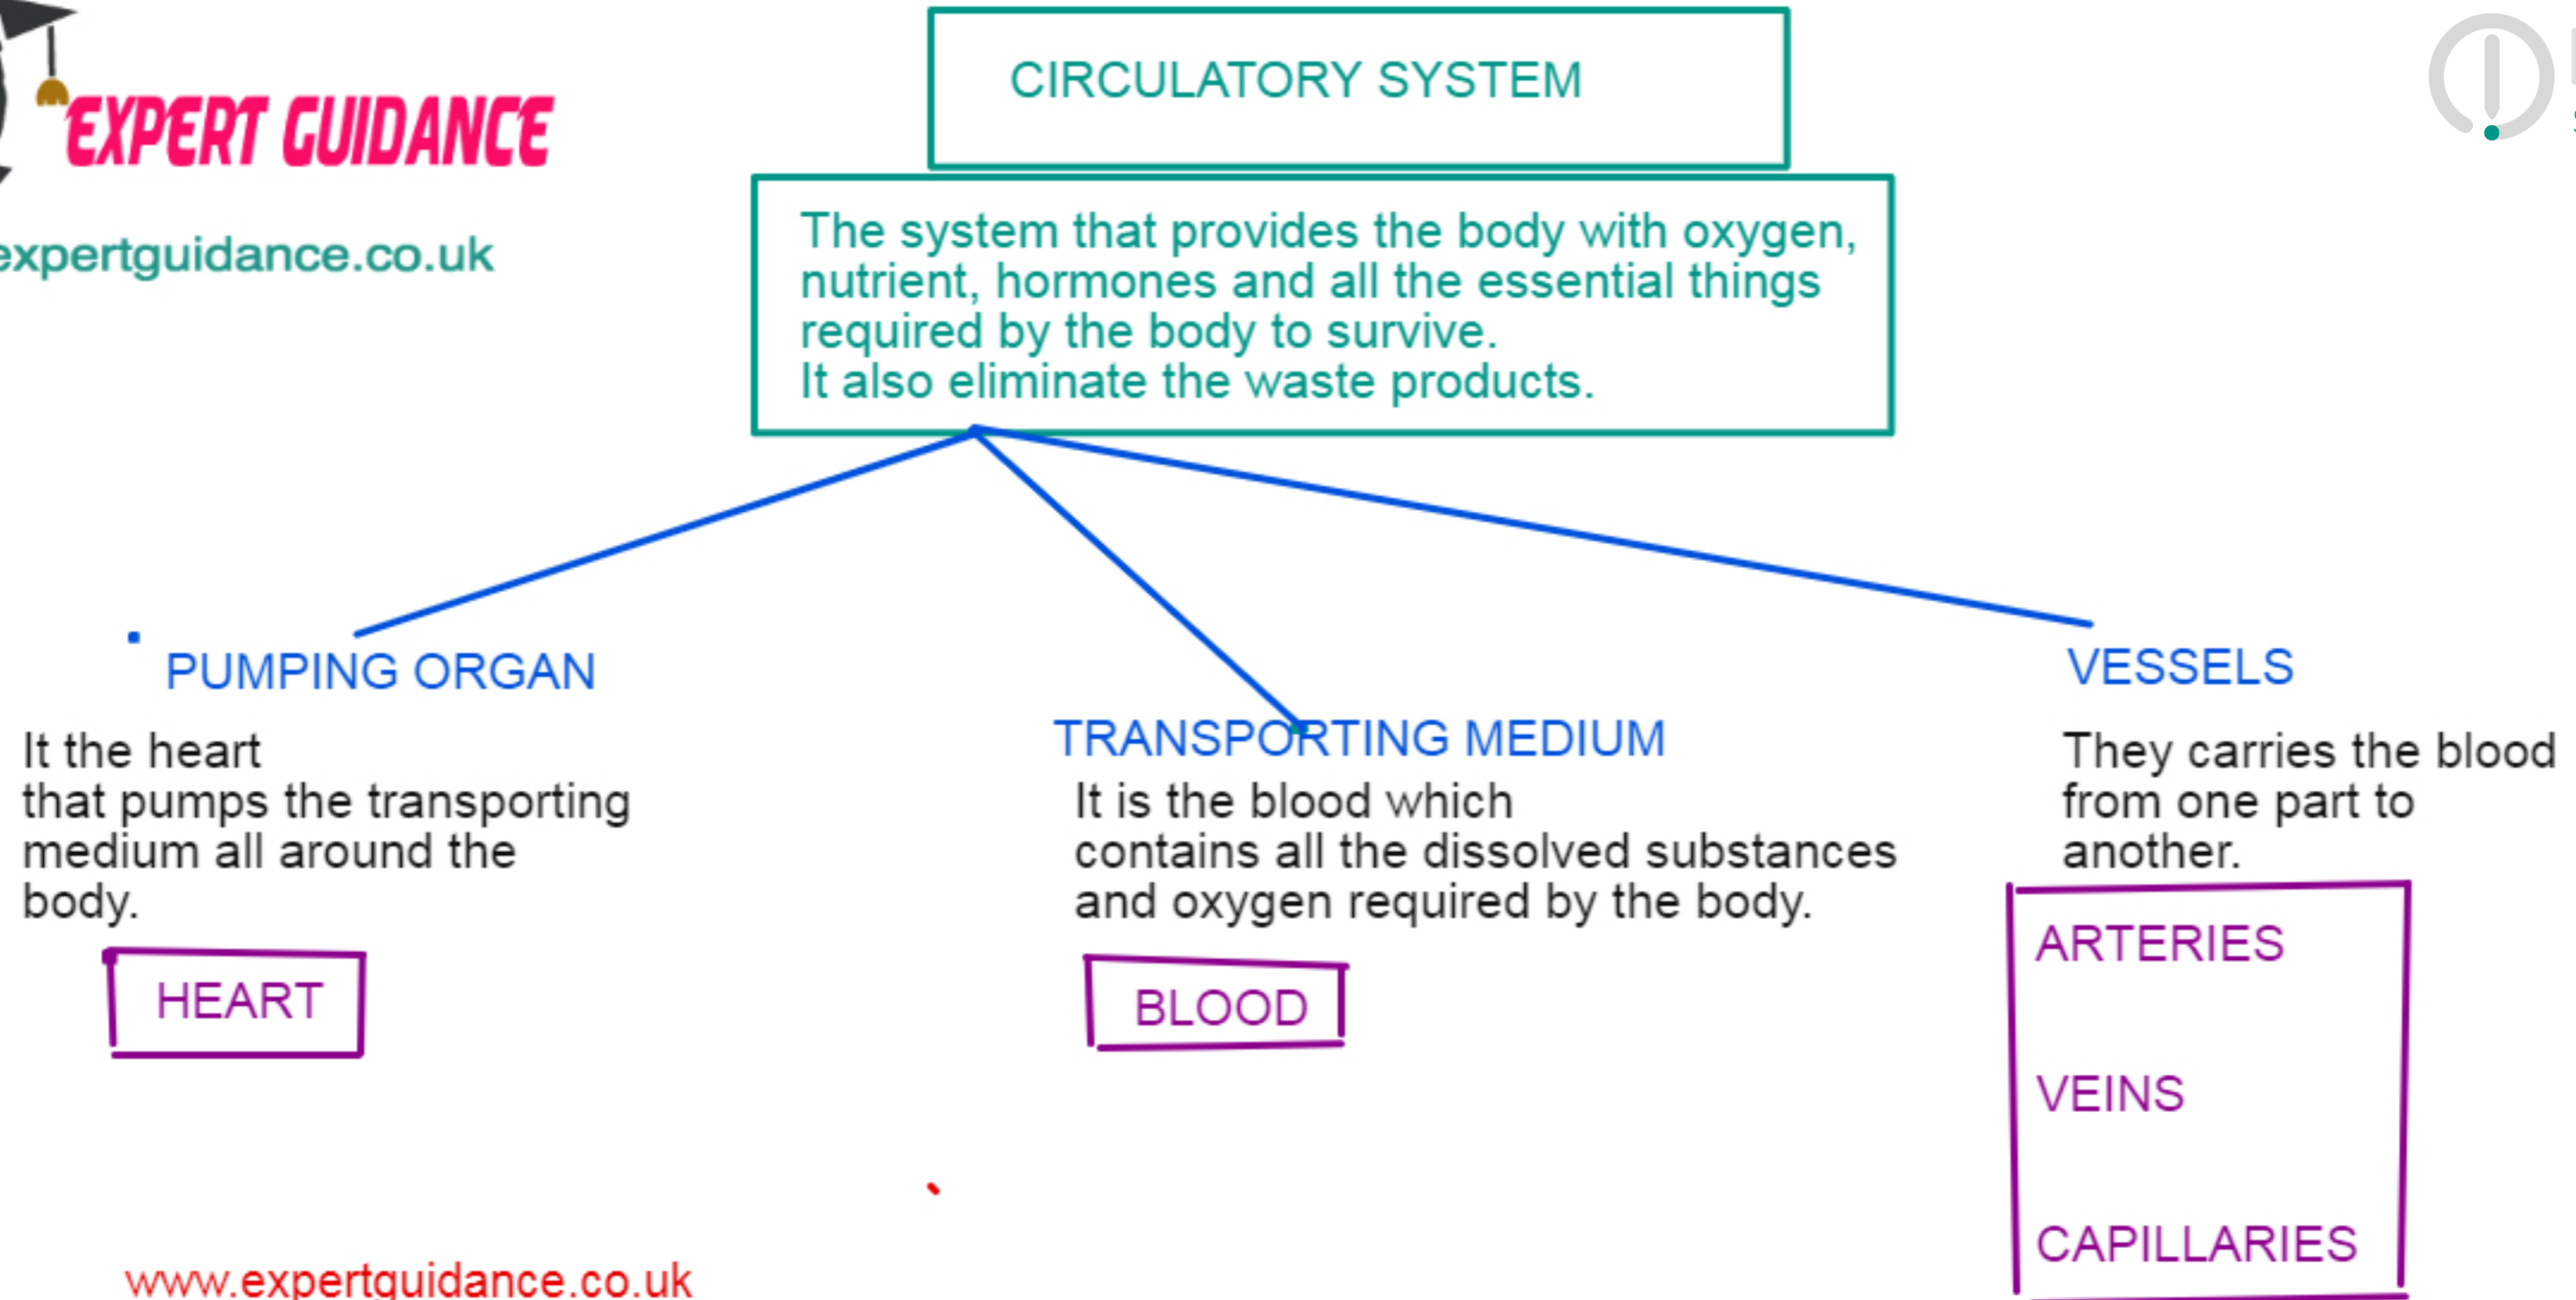 EXPERT GUIDANCE
expertguidance.co.uk
CIRCULATORY SYSTEM
The system that provides the body with oxygen,
nutrient, hormones and all the essential things
required by the body to survive.
It also eliminate the waste products.
PUMPING ORGAN
It the heart
that pumps the transporting
medium all around the
body.
HEART
TRANSPORTING MEDIUM
It is the blood which
contains all the dissolved substances
and oxygen required by the body.
BLOOD
VESSELS
They carries the blood
from one part to
another.
ARTERIES
VEINS
CAPILLARIES
www.expertguidance.co.uk